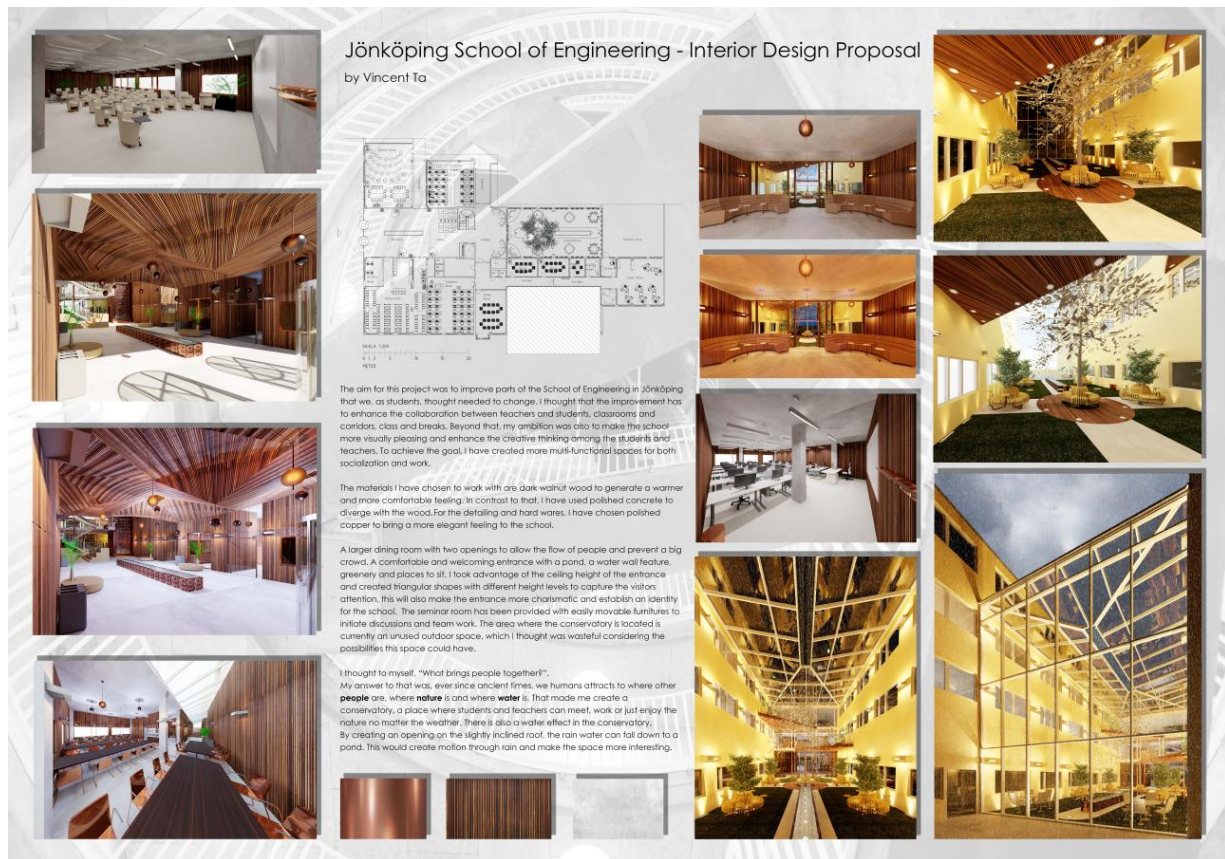 Jönköping School of Engineering - Interior Design Proposal
by Vincent Ta
The aim for this project was to improve parts of the School of Engineering in Jönköping
that we, as students, thought needed to change. I thought that the improvement has
to enhance the collaboration between teachers and students, classrooms and
corridors, class and breaks. Beyond that, my ambition was also to make the school
more visually pleasing and enhance the creative thinking among the students and
teachers. To achieve the goal, I have created more multi-functional spaces for both
socialization and work.
The materials I have chosen to work with are dark walnut wood to generate a warmer
and more comfortable feeling. In contrast to that, I have used polished concrete to
diverge with the wood. For the detailing and hard wares, I have chosen polished
copper to bring a more elegant feeling to the school.
A larger dining room with two openings to allow the flow of people and prevent a big
crowd. A comfortable and welcoming entrance with a pond, a water wall feature,
greenery and places to sit. I took advantage of the ceiling height of the entrance
and created triangular shapes with different height levels to capture the visitors
attention, this will also make the entrance more charismatic and establish an identity
for the school. The seminar room has been provided with easily movable furnitures to
initiate discussions and team work. The area where the conservatory is located is
currently an unused outdoor space, which I thought was wasteful considering the
possibilities this space could have.
I thought to myself, "What brings people together?".
My answer to that was, ever since ancient times, we humans attracts to where other
people are, where nature is and where water is. That made me create a
conservatory, a place where students and teachers can meet, work or just enjoy the
nature no matter the weather. There is also a water effect in the conservatory.
By creating an opening on the slightly inclined roof, the rain water can fall down to a
pond. This would create motion through rain and make the space more interesting.